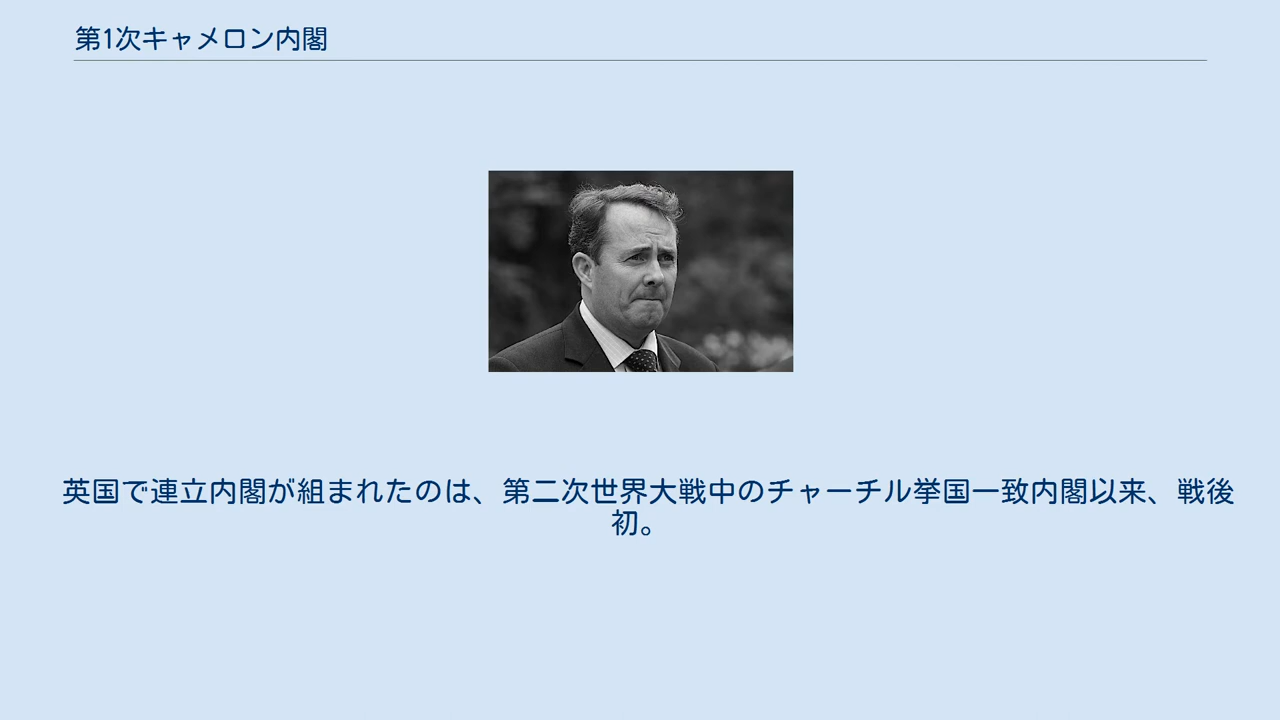 第1次キャメロン内閣
英国で連立内閣が組まれたのは、第二次世界大戦中のチャーチル挙国一致内閣以来、戦後
初。